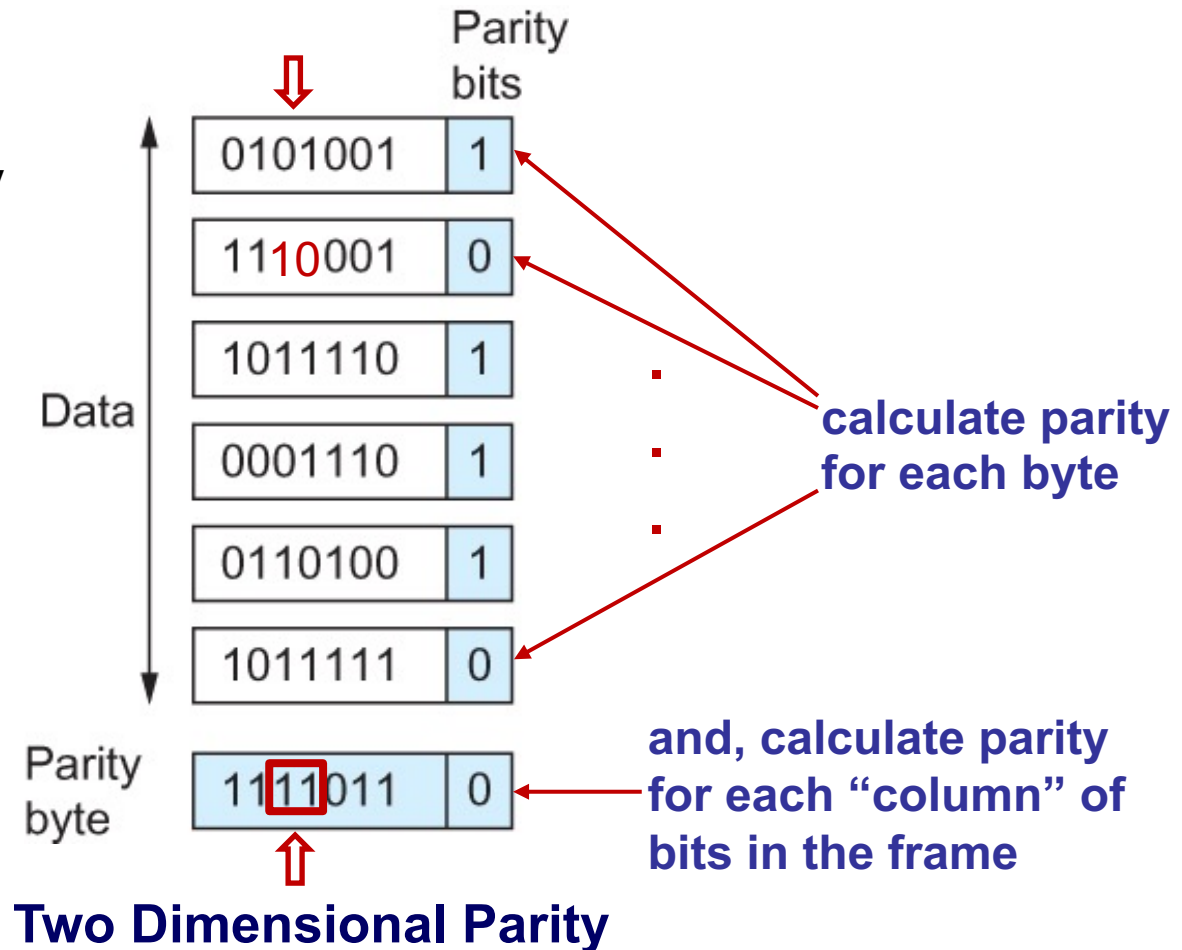 Parity
bits
0101001 1
1110001 0
1011110 1
Data
0001110 1
0110100 1
1011111 0
calculate parity
for each byte
Parity
byte
1111011 0
and, calculate parity
for each “column” of
bits in the frame
Two Dimensional Parity